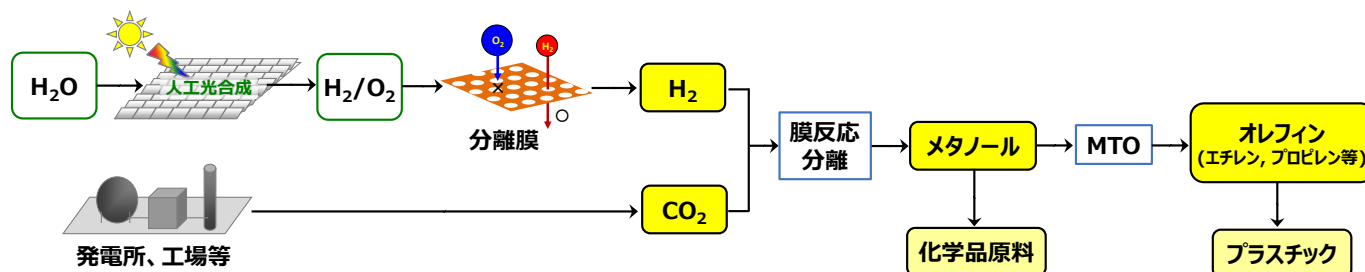 H₂O
人工光合成
H₂/O₂
O₂
H₂
×
○
分離膜
H₂
発電所、工場等
CO₂
膜反応
分離
メタノール
化学品原料
MTO
オレフィン
(エチレン, プロピレン等)
プラスチック